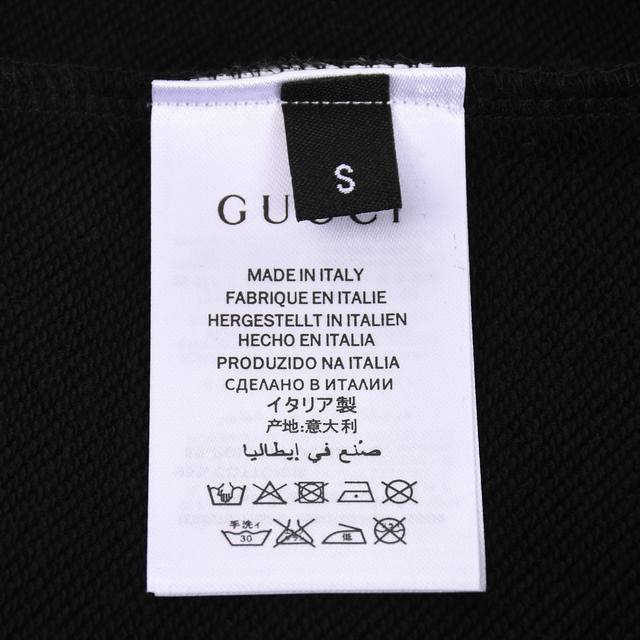 S
GUCCI
MADE IN ITALY
FABRIQUE EN ITALIE
HERGESTELLT IN ITALIEN
HECHO EN ITALIA
PRODUZIDO NA ITALIA
СДЕЛАНО В ИТАЛИИ
イタリア製
产地:意大利
صُنع في إيطاليا
手洗イ
30
低